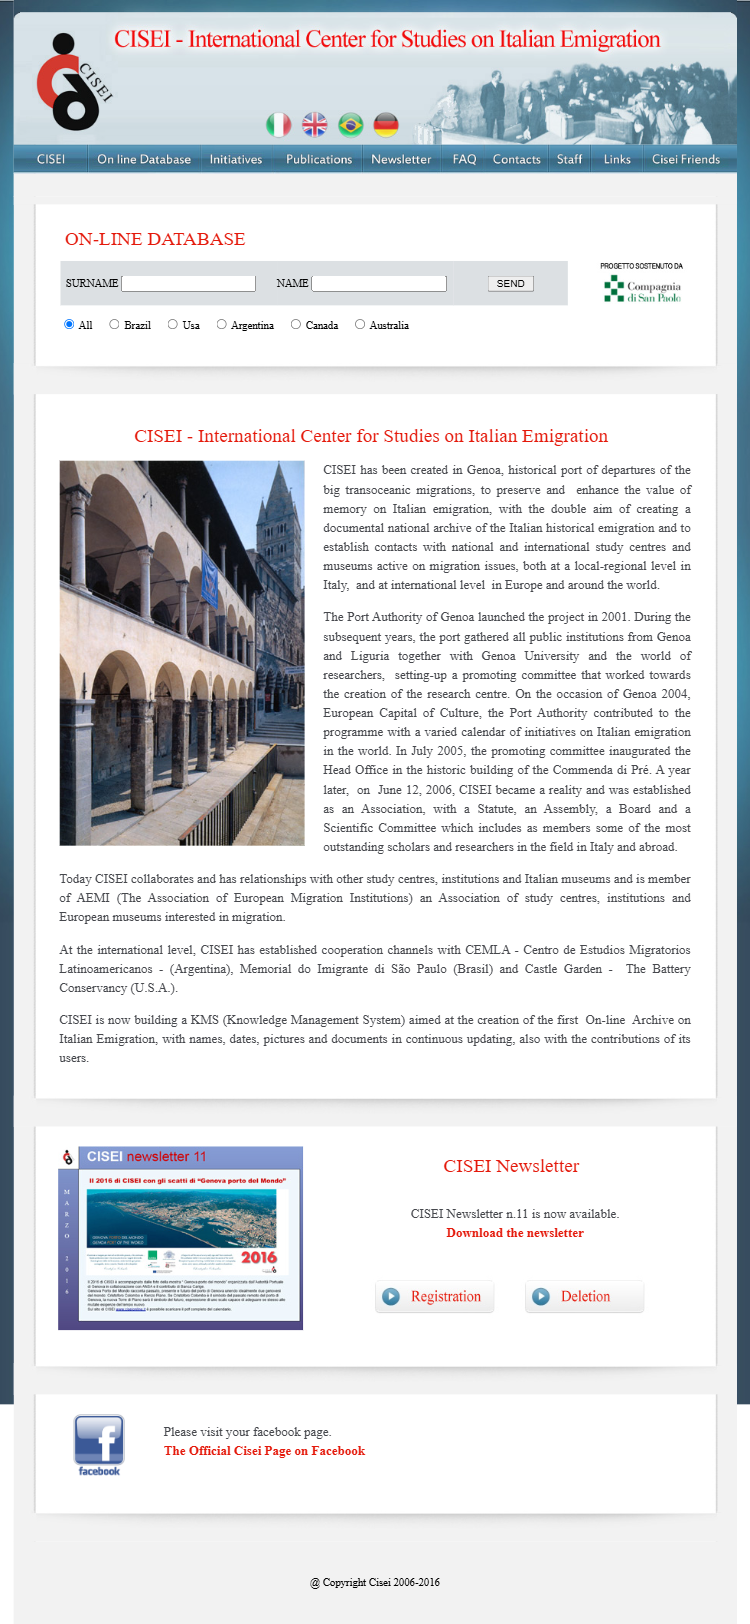 CISEI - International Center for Studies on Italian Emigration
CISEI
CISEI
On line Database
Initiatives
Publications
Newsletter
FAQ
Contacts
Staff
Links
Cisei Friends
ON-LINE DATABASE
SURNAME
NAME
SEND
PROGETTO SOSTENUTO DA
Compagnia
di San Paolo
All
Brazil
Usa
Argentina
Canada
Australia
CISEI - International Center for Studies on Italian Emigration
CISEI has been created in Genoa, historical port of departures of the
big transoceanic migrations, to preserve and enhance the value of
memory on Italian emigration, with the double aim of creating a
documental national archive of the Italian historical emigration and to
establish contacts with national and international study centres and
museums active on migration issues, both at a local-regional level in
Italy, and at international level in Europe and around the world.
The Port Authority of Genoa launched the project in 2001. During the
subsequent years, the port gathered all public institutions from Genoa
and Liguria together with Genoa University and the world of
researchers, setting-up a promoting committee that worked towards
the creation of the research centre. On the occasion of Genoa 2004,
European Capital of Culture, the Port Authority contributed to the
programme with a varied calendar of initiatives on Italian emigration
in the world. In July 2005, the promoting committee inaugurated the
Head Office in the historic building of the Commenda di Pré. A year
later, on June 12, 2006, CISEI became a reality and was established
as an Association, with a Statute, an Assembly, a Board and a
Scientific Committee which includes as members some of the most
outstanding scholars and researchers in the field in Italy and abroad.
Today CISEI collaborates and has relationships with other study centres, institutions and Italian museums and is member
of AEMI (The Association of European Migration Institutions) an Association of study centres, institutions and
European museums interested in migration.
At the international level, CISEI has established cooperation channels with CEMLA - Centro de Estudios Migratorios
Latinoamericanos - (Argentina), Memorial do Imigrante di São Paulo (Brasil) and Castle Garden - The Battery
Conservancy (U.S.A.).
CISEI is now building a KMS (Knowledge Management System) aimed at the creation of the first On-line Archive on
Italian Emigration, with names, dates, pictures and documents in continuous updating, also with the contributions of its
users.
CISEI newsletter 11
MARZO 2016
Il 2016 di CISEI con gli scatti di “Geneva porto del Mondo”
2016
CISEI Newsletter
CISEI Newsletter n.11 is now available.
Download the newsletter
Registration
Deletion
facebook
Please visit your facebook page.
The Official Cisei Page on Facebook
@ Copyright Cisei 2006-2016